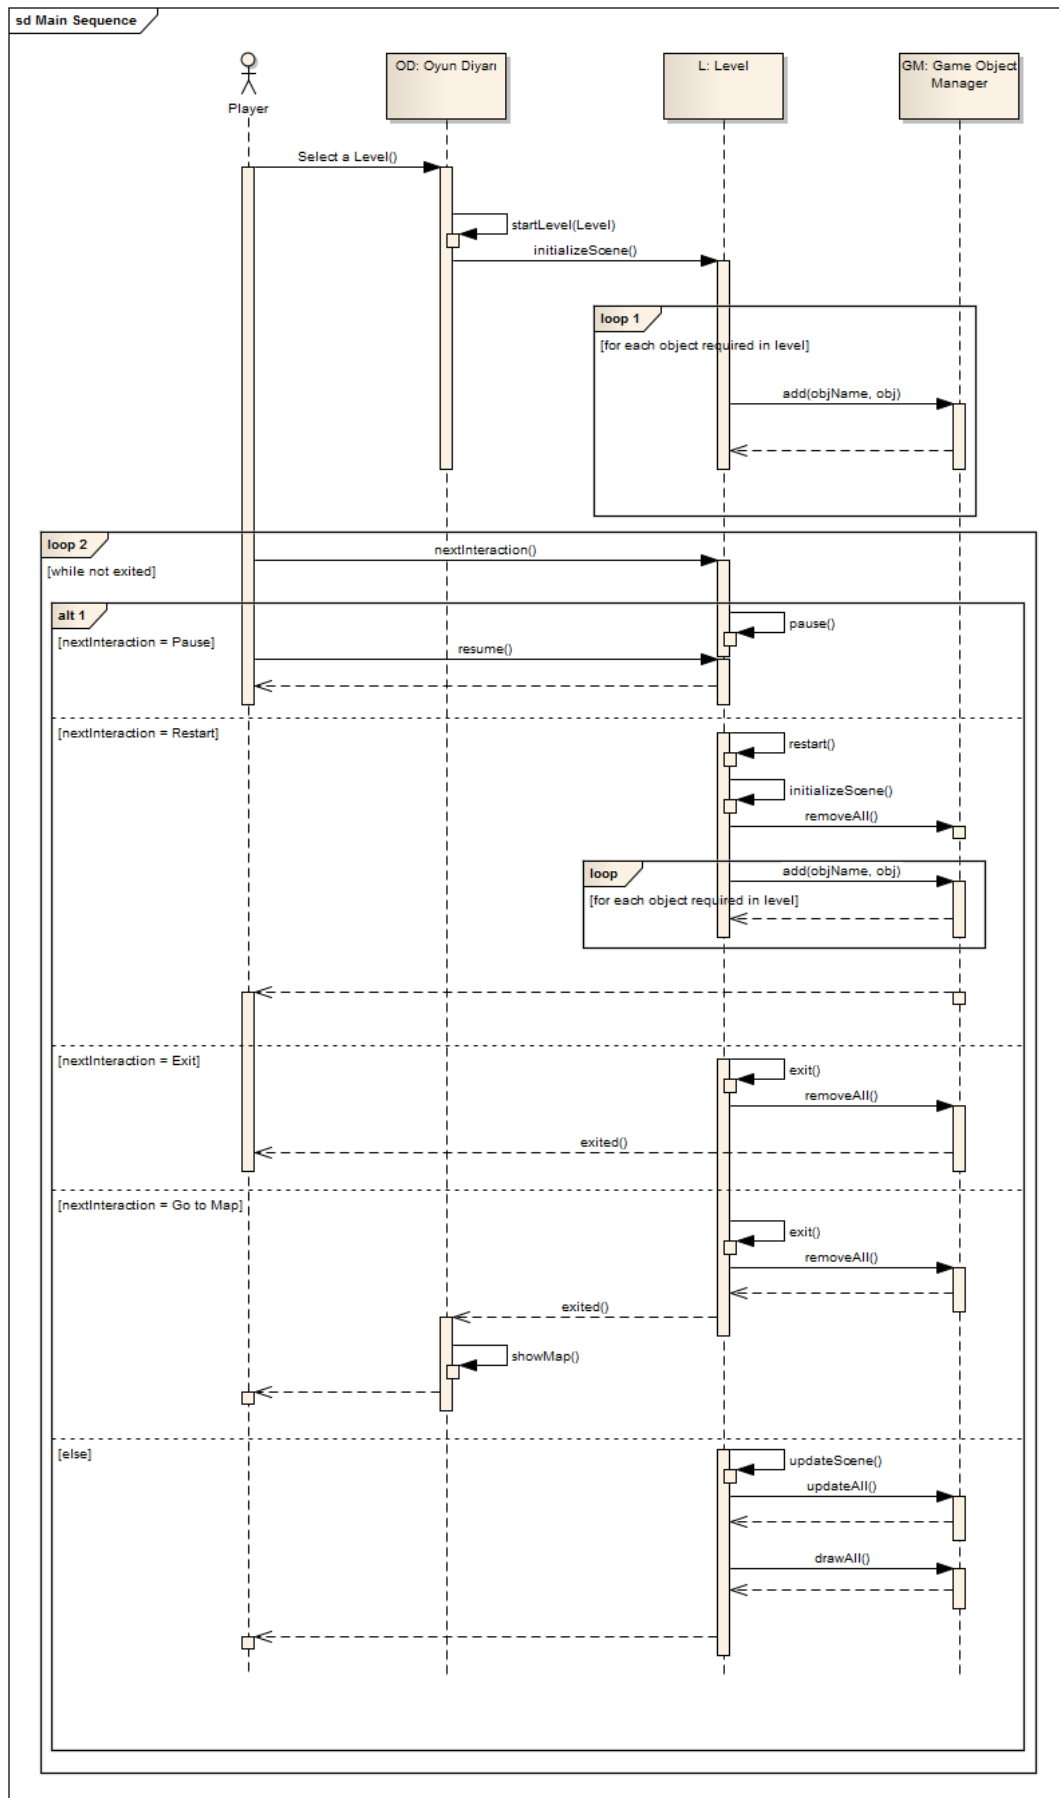 sd Main Sequence
Player
OD: Oyun Diyarı
L: Level
GM: Game Object
Manager
Select a Level()
startLevel(Level)
initializeScene()
loop 1
[for each object required in level]
add(objName, obj)
loop 2
[while not exited]
nextInteraction()
alt 1
[nextInteraction = Pause]
pause()
resume()
[nextInteraction = Restart]
restart()
initializeScene()
removeAll()
loop
add(objName, obj)
[for each object required in level]
[nextInteraction = Exit]
exit()
removeAll()
exited()
[nextInteraction = Go to Map]
exit()
removeAll()
exited()
showMap()
[else]
updateScene()
updateAll()
drawAll()